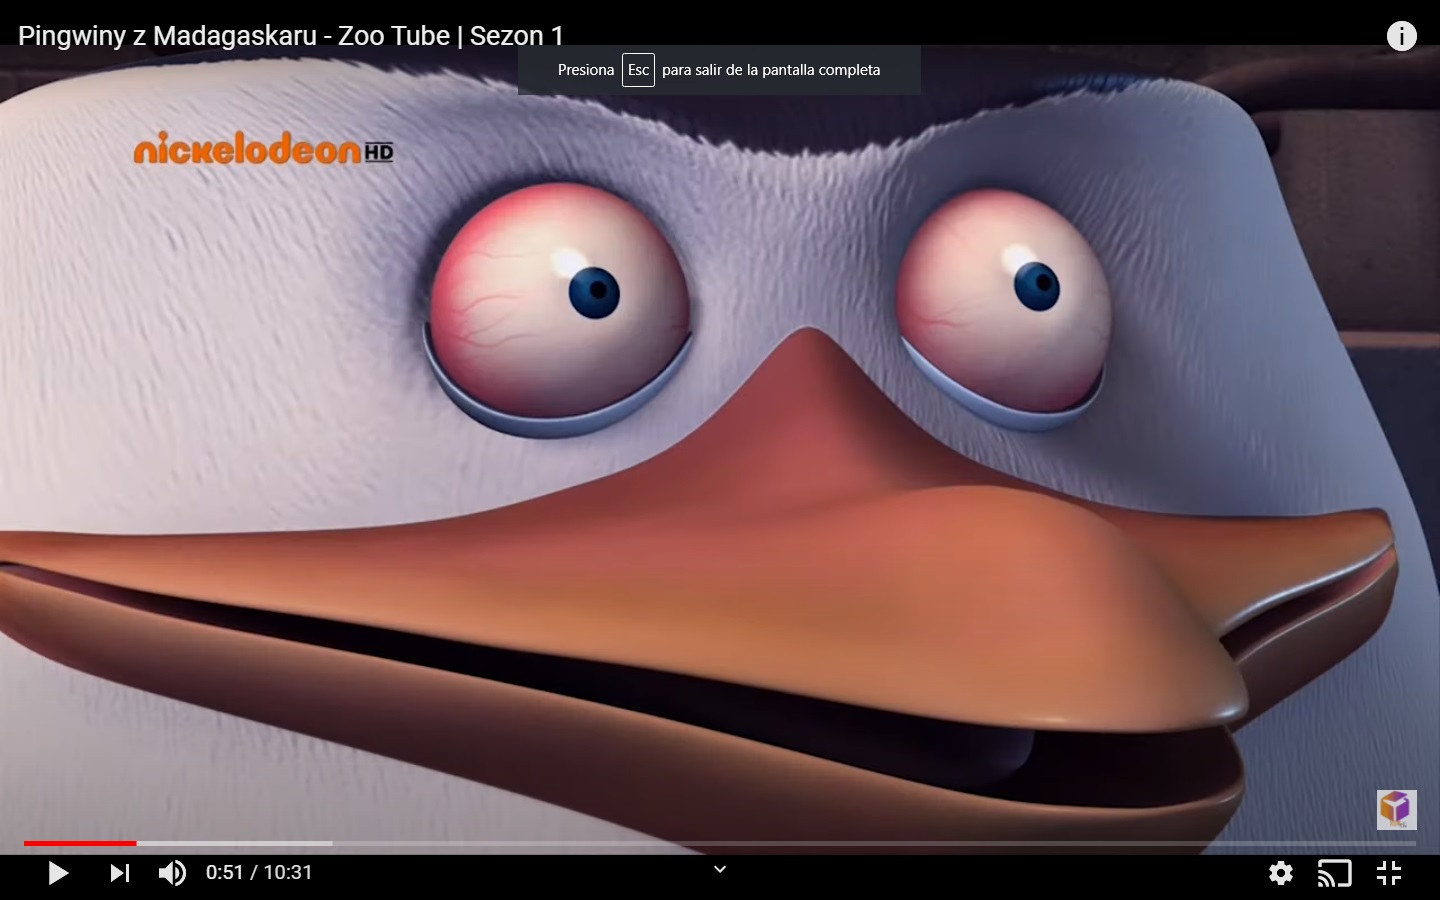 Pingwiny z Madagaskaru - Zoo Tube | Sezon 1
Presiona Esc para salir de la pantalla completa
nickelodeon HD
0:51 / 10:31